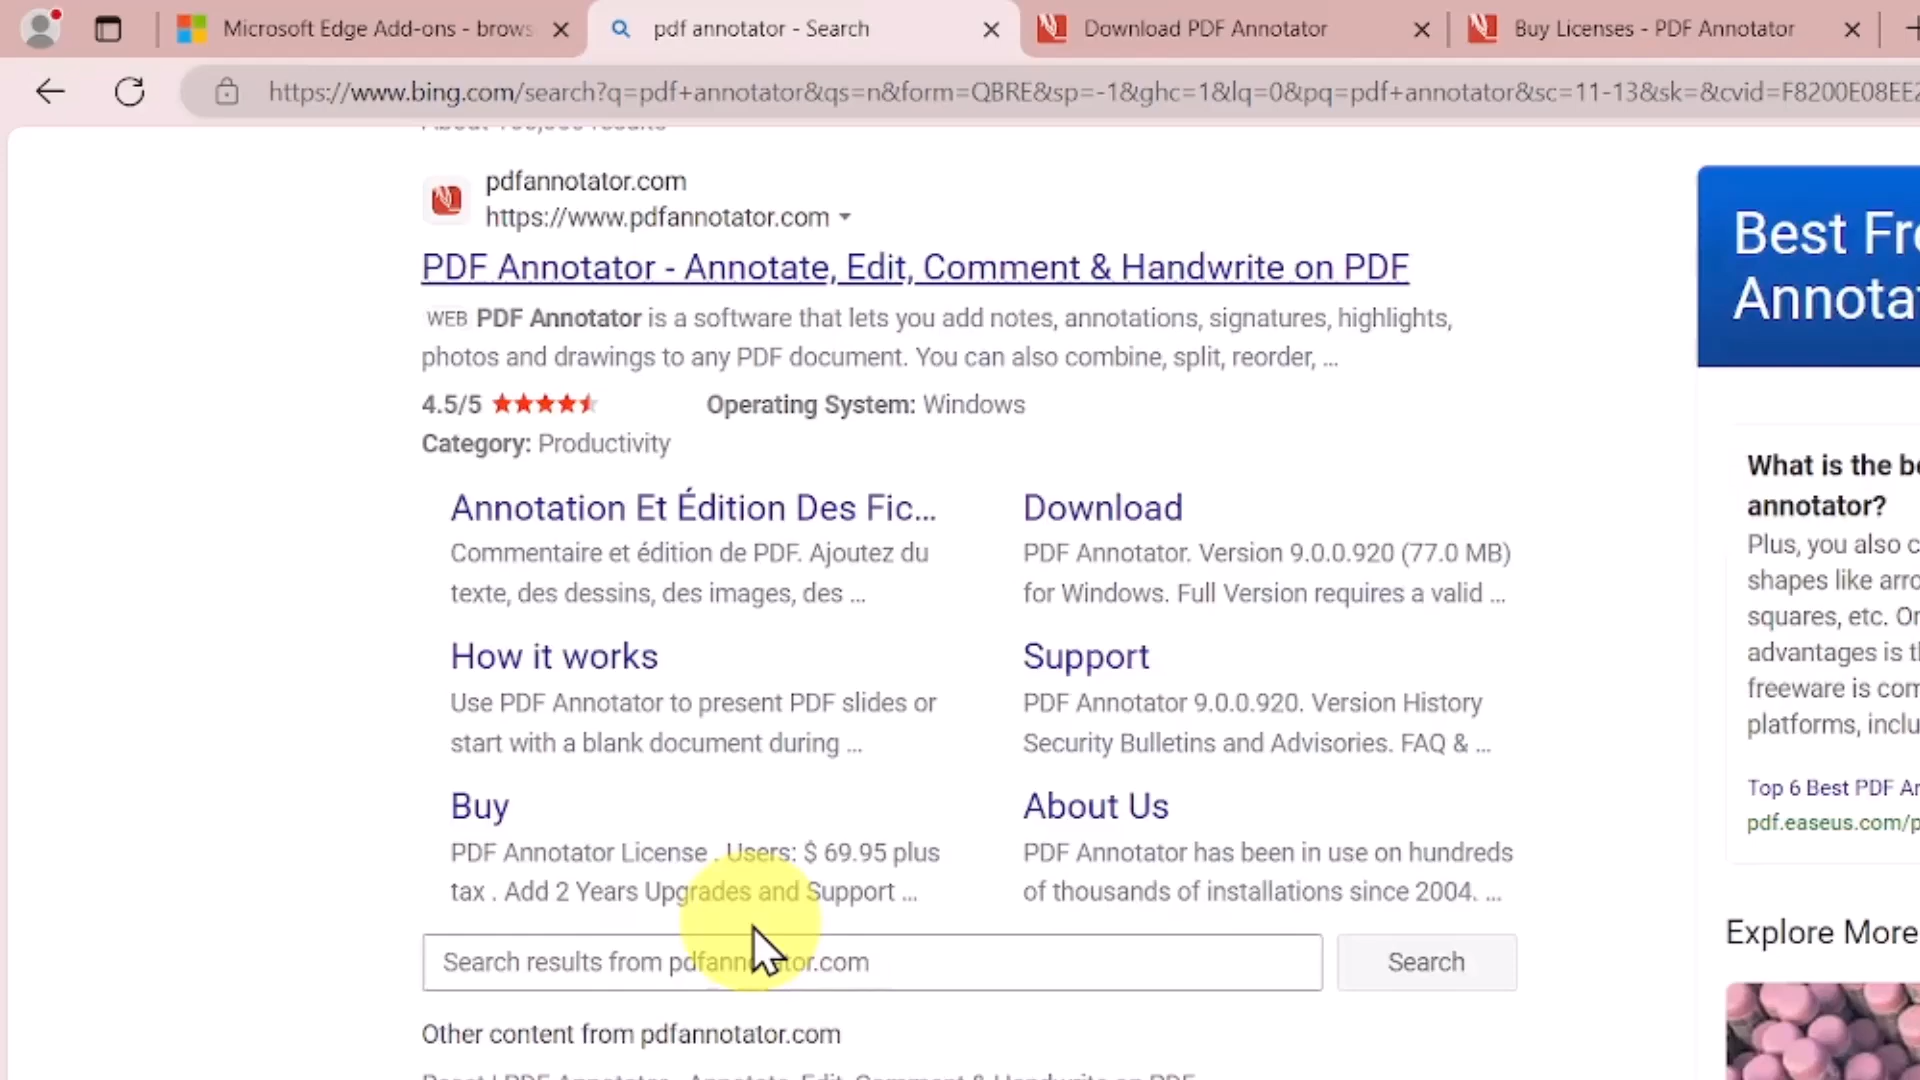 Microsoft Edge Add-ons - brows
pdf annotator - Search
Download PDF Annotator
Buy Licenses - PDF Annotator
https://www.bing.com/search?q=pdf+annotator&qs=n&form=QBRE&sp=-1&ghc=1&lq=0&pq=pdf+annotator&sc=11-13&sk=&cvid=F8200E08EE2
pdfannotator.com
https://www.pdfannotator.com
PDF Annotator - Annotate, Edit, Comment & Handwrite on PDF
WEB PDF Annotator is a software that lets you add notes, annotations, signatures, highlights,
photos and drawings to any PDF document. You can also combine, split, reorder, ...
4.5/5
Operating System: Windows
Category: Productivity
Annotation Et Édition Des Fic...
Commentaire et édition de PDF. Ajoutez du
texte, des dessins, des images, des ...
Download
PDF Annotator. Version 9.0.0.920 (77.0 MB)
for Windows. Full Version requires a valid ...
How it works
Use PDF Annotator to present PDF slides or
start with a blank document during ...
Support
PDF Annotator 9.0.0.920. Version History
Security Bulletins and Advisories. FAQ & ...
Buy
PDF Annotator License . Users: $ 69.95 plus
tax . Add 2 Years Upgrades and Support ...
About Us
PDF Annotator has been in use on hundreds
of thousands of installations since 2004. ...
Search results from pdfannotator.com
Search
Other content from pdfannotator.com
Best Fr
Annota
What is the b
annotator?
Plus, you also c
shapes like arro
squares, etc. O
advantages is t
freeware is com
platforms, inclu
Top 6 Best PDF A
pdf.easeus.com/p
Explore More